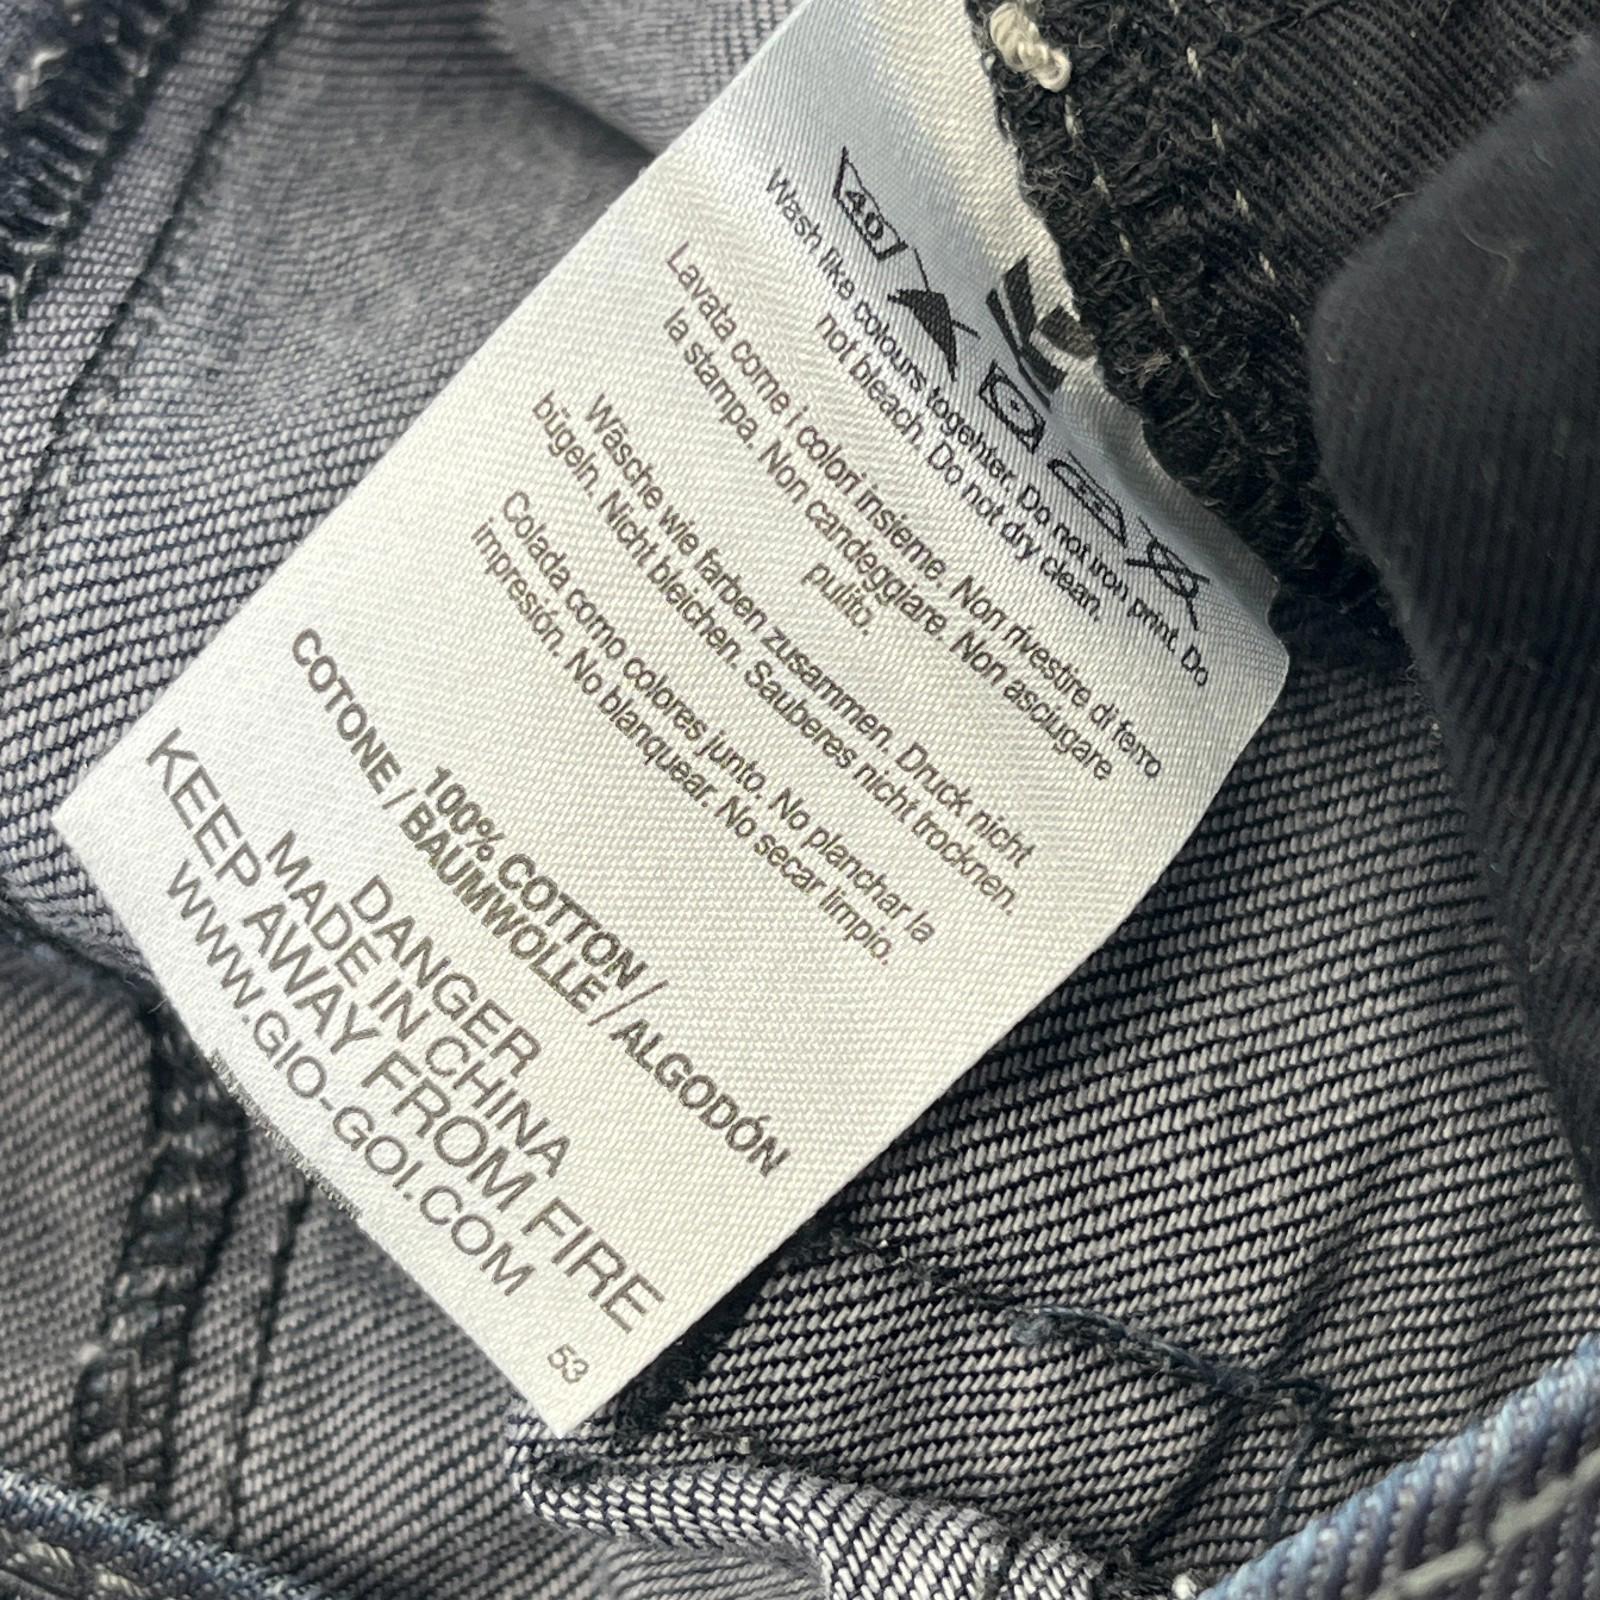 40
Wash like colours togehter. Do not iron print. Do
not bleach. Do not dry clean.
Lavata come i colori insieme. Non rivestire di ferro
la stampa. Non candeggiare. Non asciugare
pulito.
Wäsche wie farben zusammen. Druck nicht
bügeln. Nicht bleichen. Sauberes nicht trocknen.
Colada como colores junto. No planchar la
impresión. No blanquear. No secar limpio.
100% COTTON /
COTONE / BAUMWOLLE / ALGODÓN
DANGER
MADE IN CHINA
KEEP AWAY FROM FIRE
WWW.GIO-GOI.COM
53